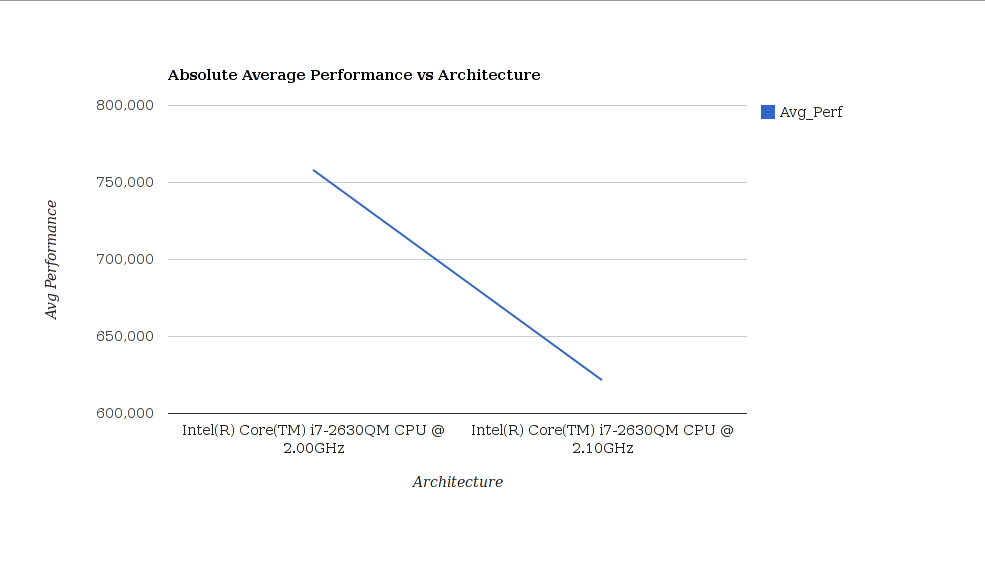 Absolute Average Performance vs Architecture
800,000
Avg_Perf
750,000
700,000
650,000
600,000
Avg Performance
Intel(R) Core(TM) i7-2630QM CPU @
2.00GHz
Intel(R) Core(TM) i7-2630QM CPU @
2.10GHz
Architecture